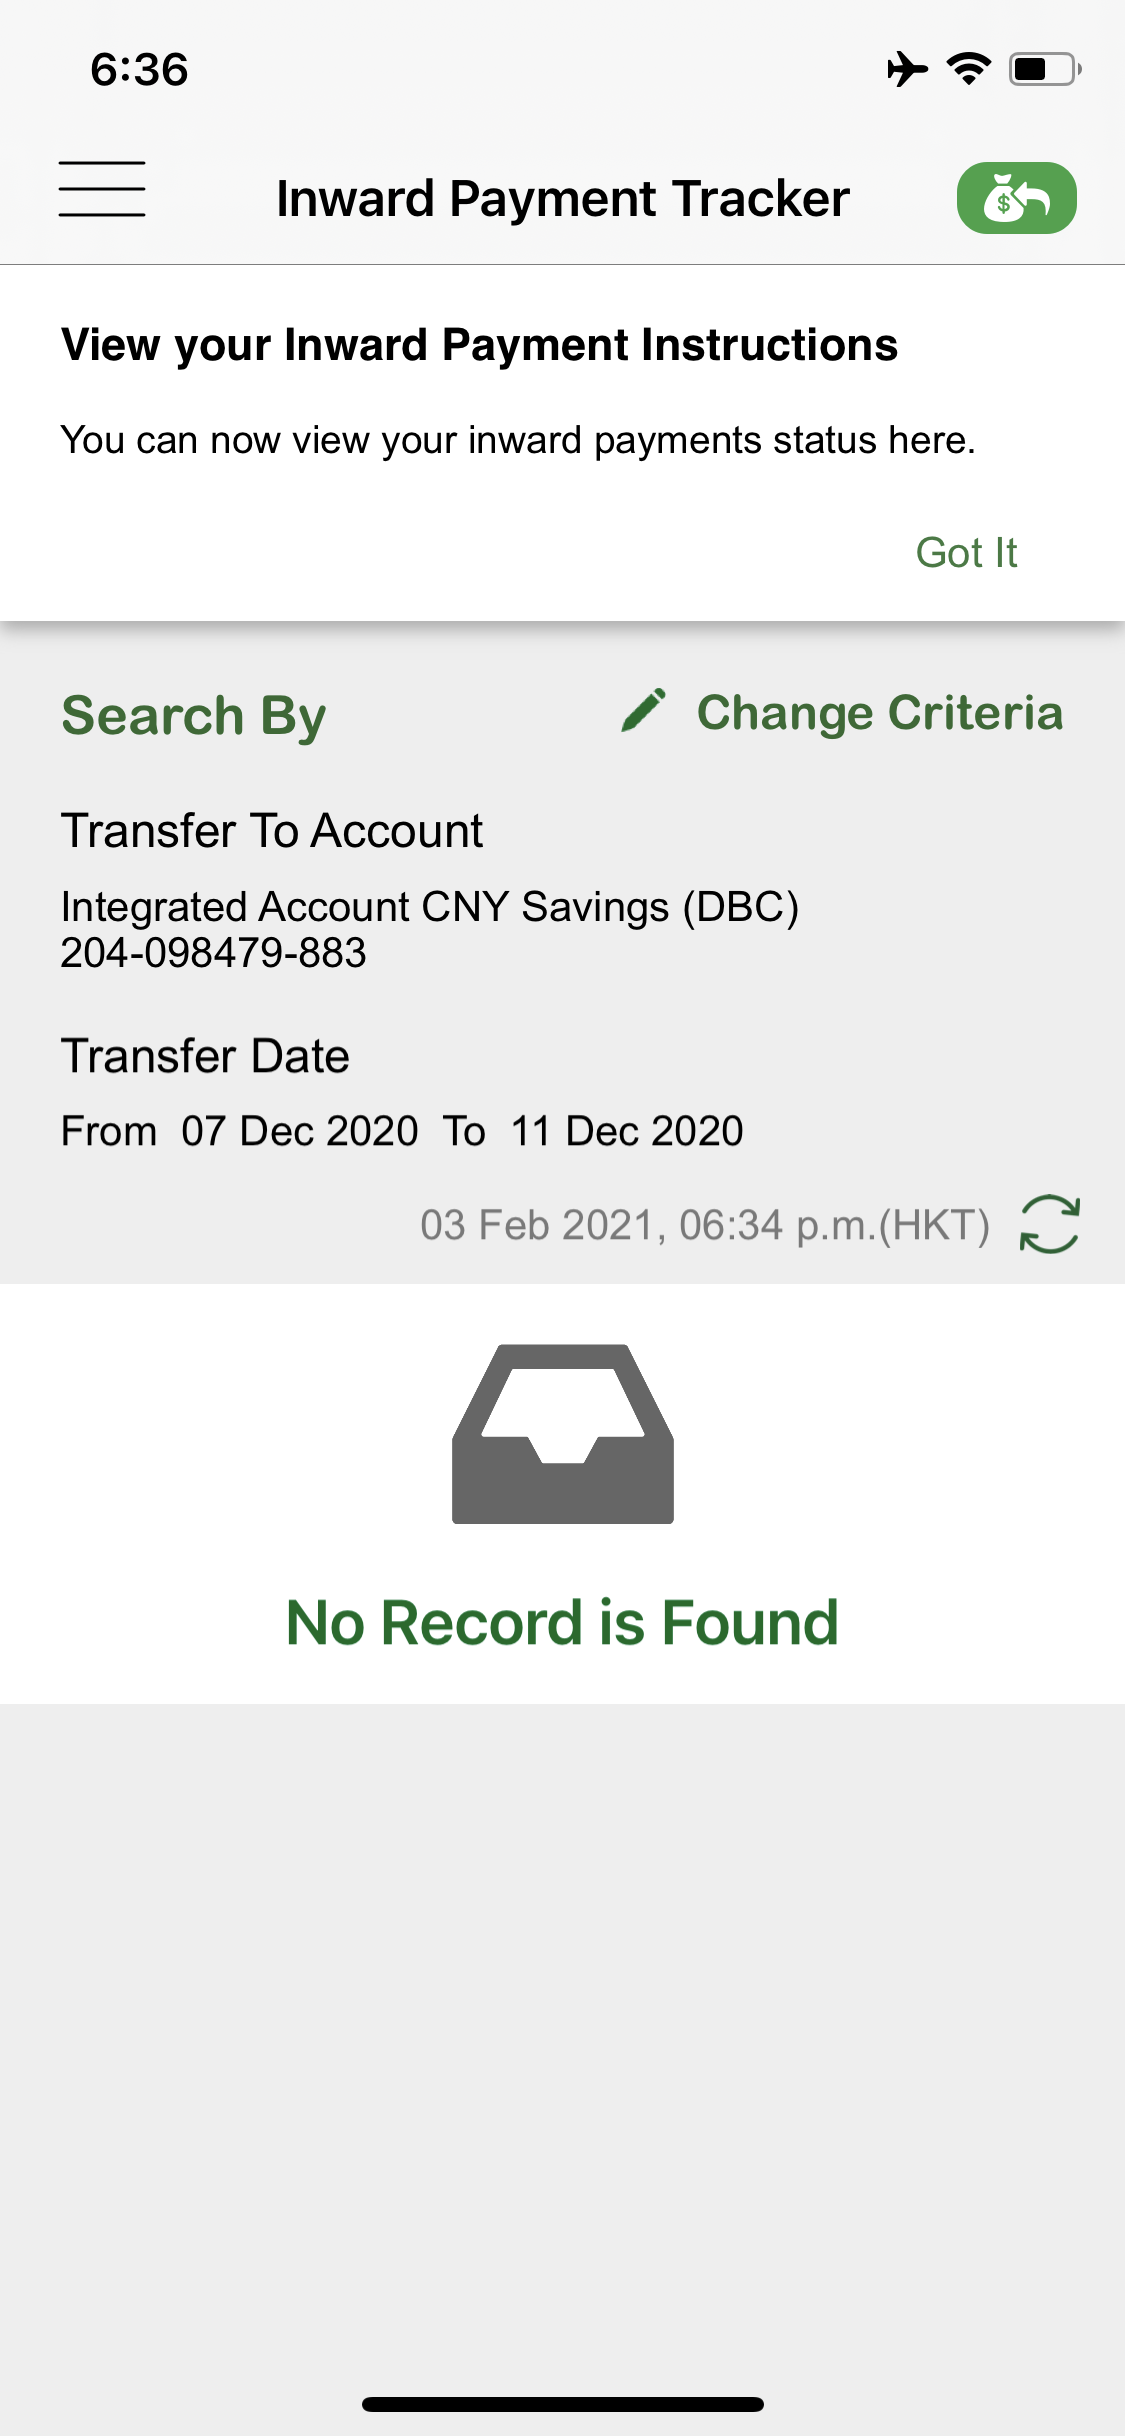 6:36
Inward Payment Tracker
$
View your Inward Payment Instructions
You can now view your inward payments status here.
Got It
Search By
Change Criteria
Transfer To Account
Integrated Account CNY Savings (DBC)
204-098479-883
Transfer Date
From 07 Dec 2020 To 11 Dec 2020
03 Feb 2021, 06:34 p.m.(HKT)
No Record is Found